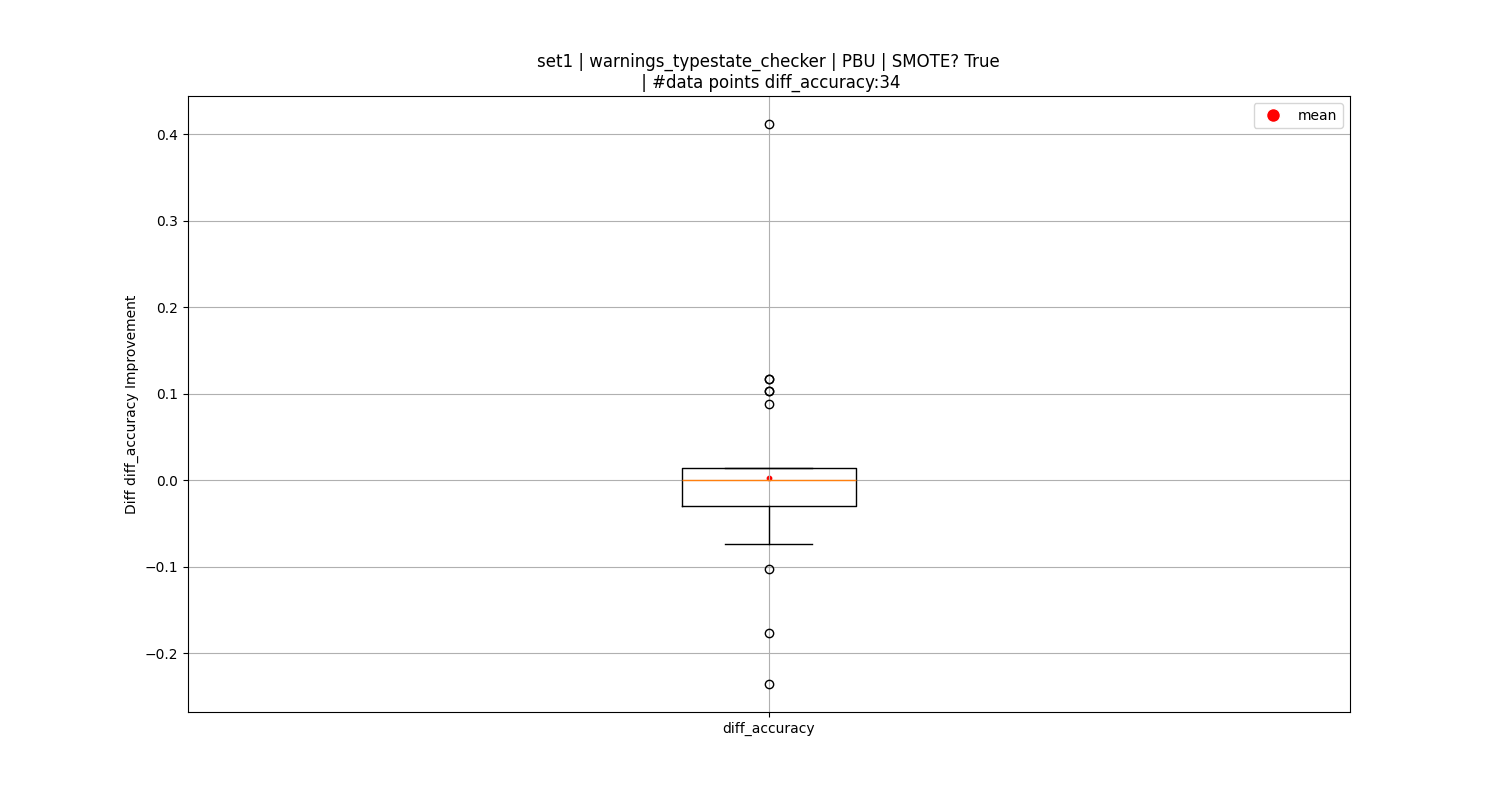 set1 | warnings_typestate_checker | PBU | SMOTE? True
| #data points diff_accuracy:34
mean
0.4
0.3
0.2
0.1
0.0
−0.1
−0.2
Diff diff_accuracy Improvement
diff_accuracy